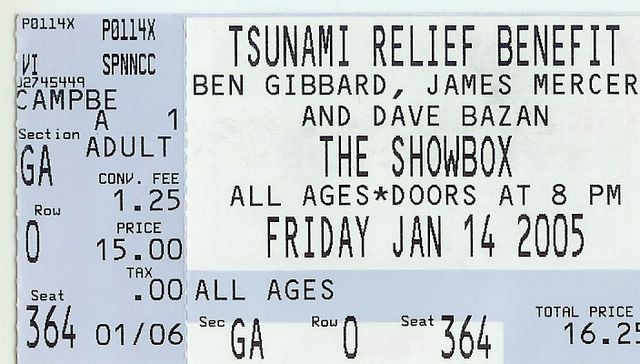 P0114X P0114X
VI SPNNCC
J2745449
CAMPBE
A 1
Section ADULT
GA CONV. FEE
1.25
Row PRICE
0 15.00
TAX
.00
Seat
364 01/06
TSUNAMI RELIEF BENEFIT
BEN GIBBARD, JAMES MERCER
AND DAVE BAZAN
THE SHOWBOX
ALL AGES*DOORS AT 8 PM
FRIDAY JAN 14 2005
ALL AGES
TOTAL PRICE
Sec GA Row 0 Seat 364 16.25